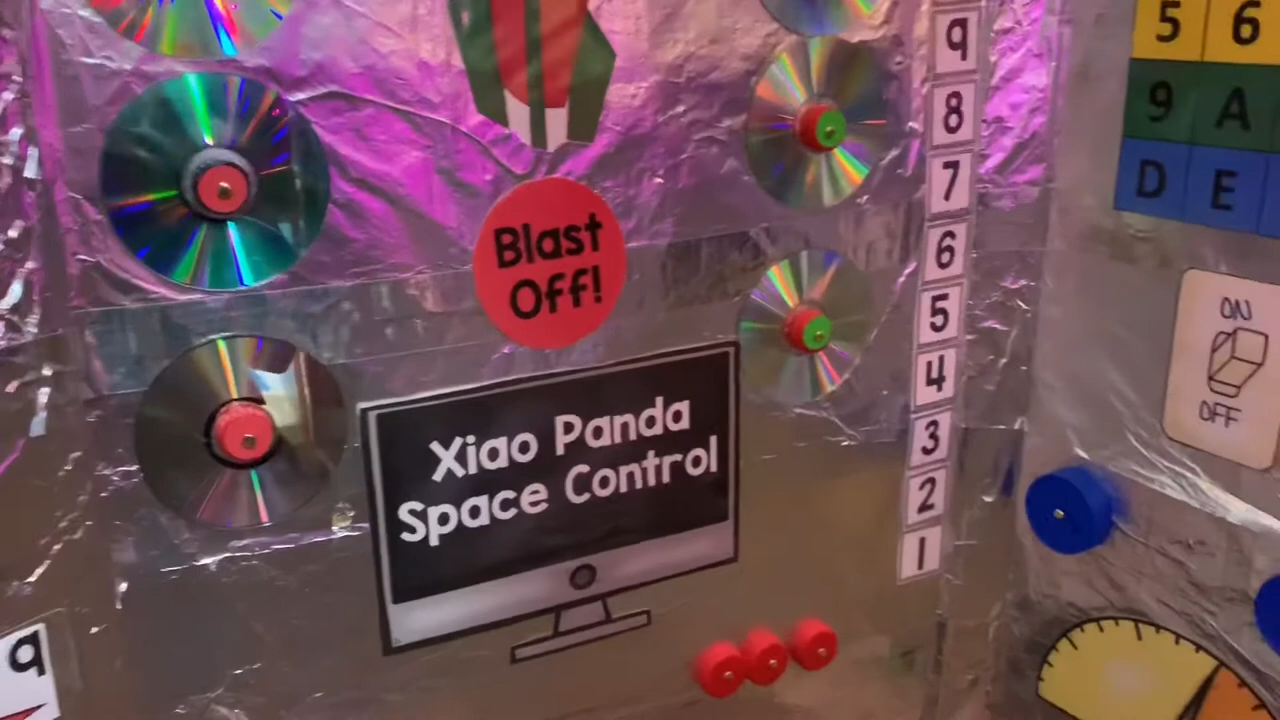 Blast
Off!
Xiao Panda
Space Control
9
8
7
6
5
4
3
2
1
5 6
9 A
D E
ON
OFF
9